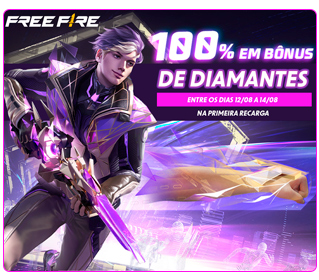 FREE FIRE
100% EM BÔNUS
DE DIAMANTES
ENTRE OS DIAS 12/08 A 14/08
NA PRIMEIRA RECARGA